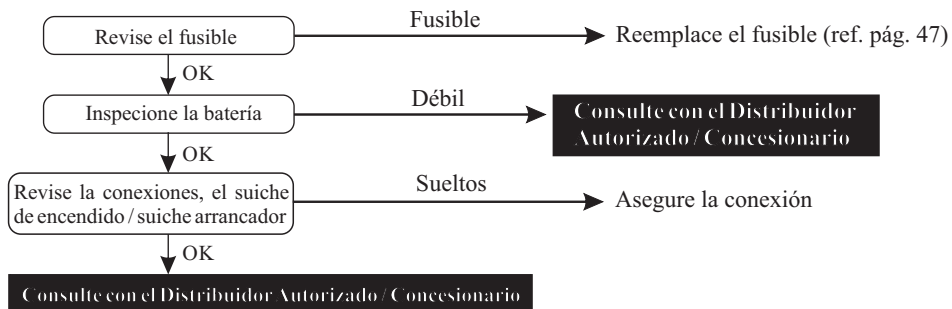 Revise el fusible
Fusible
Reemplace el fusible (ref. pág. 47)
OK
Inspecione la batería
Débil
Consulte con el Distribuidor
Autorizado / Concesionario
OK
Revise la conexiones, el suiche
de encendido / suiche arrancador
Sueltos
Asegure la conexión
OK
Consulte con el Distribuidor Autorizado / Concesionario